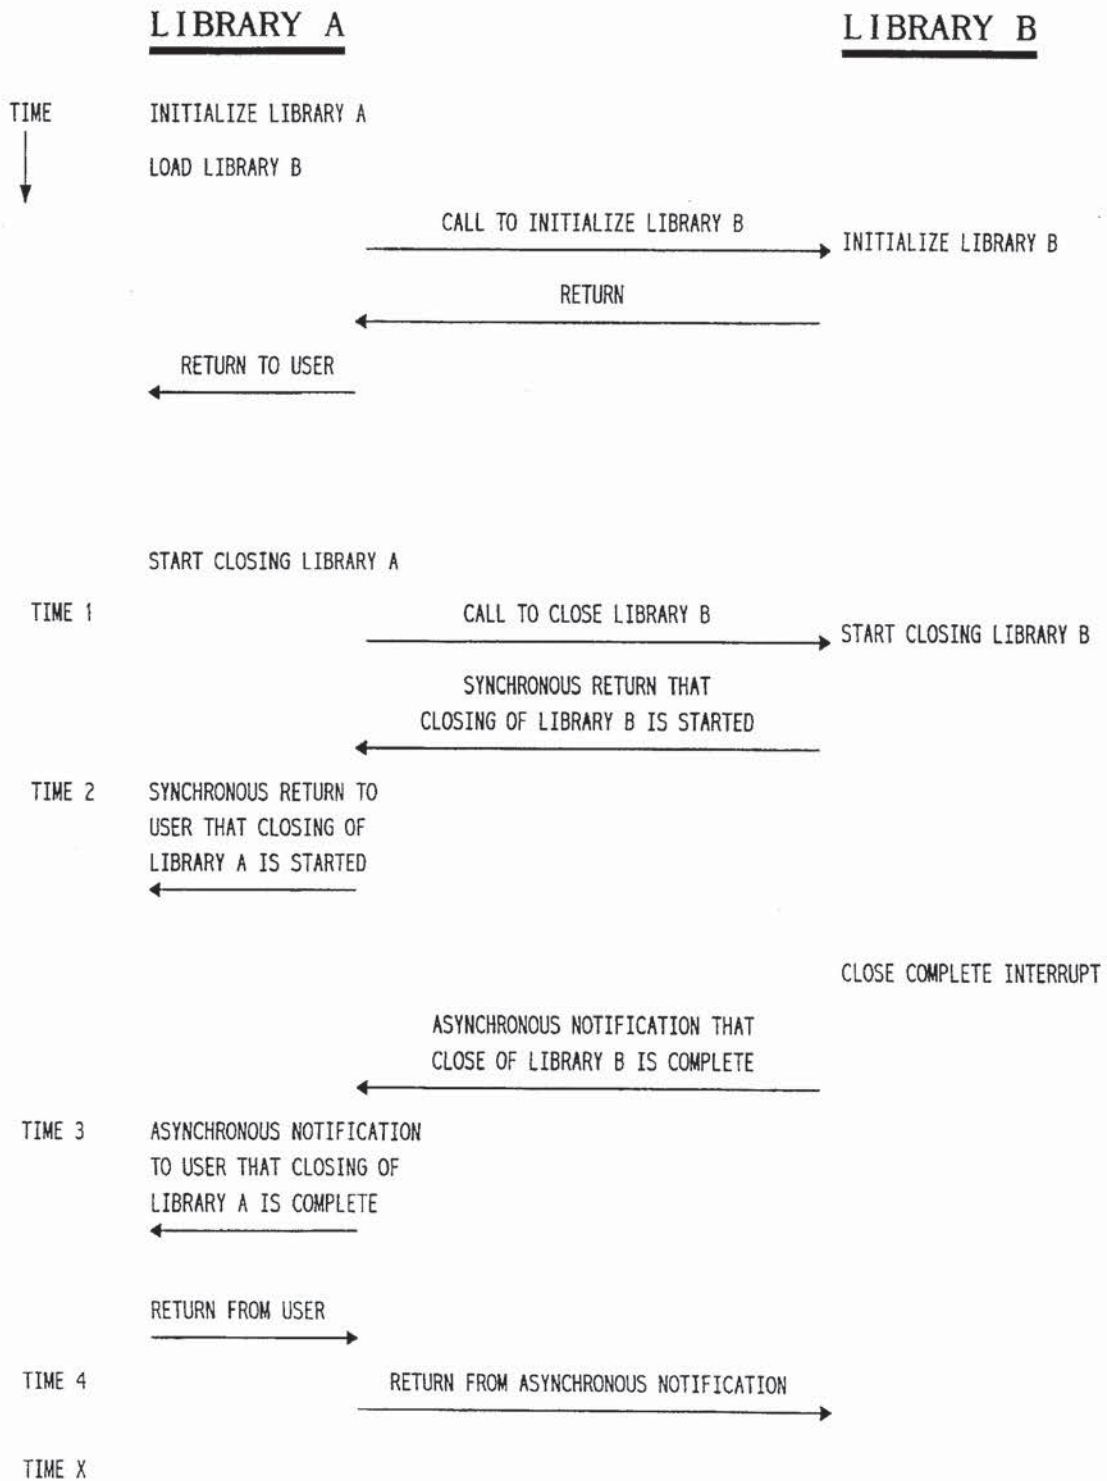 LIBRARY A
LIBRARY B
TIME
INITIALIZE LIBRARY A
LOAD LIBRARY B
CALL TO INITIALIZE LIBRARY B
INITIALIZE LIBRARY B
RETURN
RETURN TO USER
START CLOSING LIBRARY A
TIME 1
CALL TO CLOSE LIBRARY B
START CLOSING LIBRARY B
SYNCHRONOUS RETURN THAT
CLOSING OF LIBRARY B IS STARTED
TIME 2
SYNCHRONOUS RETURN TO
USER THAT CLOSING OF
LIBRARY A IS STARTED
CLOSE COMPLETE INTERRUPT
ASYNCHRONOUS NOTIFICATION THAT
CLOSE OF LIBRARY B IS COMPLETE
TIME 3
ASYNCHRONOUS NOTIFICATION
TO USER THAT CLOSING OF
LIBRARY A IS COMPLETE
RETURN FROM USER
TIME 4
RETURN FROM ASYNCHRONOUS NOTIFICATION
TIME X